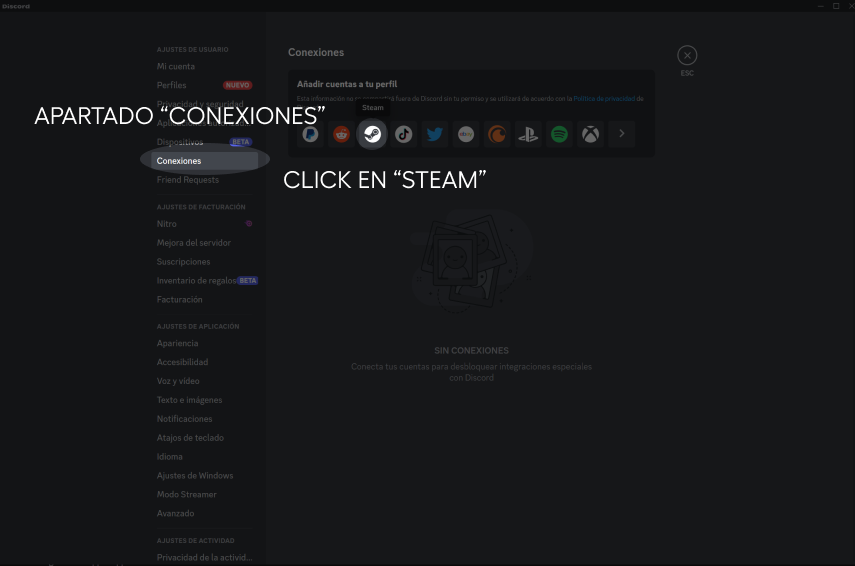 Discord
AJUSTES DE USUARIO
Mi cuenta
Perfiles NUEVO
Privacidad y seguridad
APARTADO “CONEXIONES”
Dispositivos BETA
Conexiones
Friend Requests
AJUSTES DE FACTURACIÓN
Nitro
Mejora del servidor
Suscripciones
Inventario de regalos BETA
Facturación
AJUSTES DE APLICACIÓN
Apariencia
Accesibilidad
Voz y vídeo
Texto e imágenes
Notificaciones
Atajos de teclado
Idioma
Ajustes de Windows
Modo Streamer
Avanzado
AJUSTES DE ACTIVIDAD
Privacidad de la activid...
Conexiones
ESC
Añadir cuentas a tu perfil
Esta información no se compartirá fuera de Discord sin tu permiso y se utilizará de acuerdo con la Política de privacidad de
Steam
ebay
CLICK EN “STEAM”
SIN CONEXIONES
Conecta tus cuentas para desbloquear integraciones especiales
con Discord